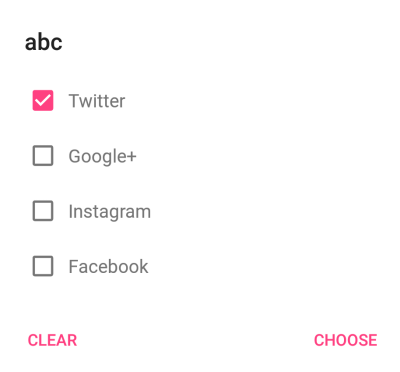 abc
Twitter
Google+
Instagram
Facebook
CLEAR CHOOSE